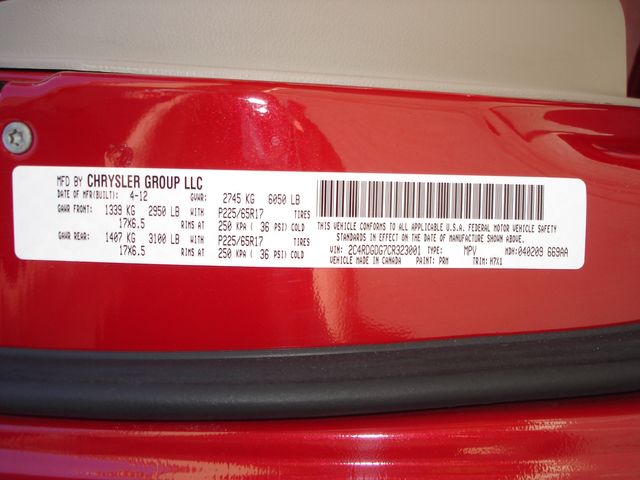 MFD BY CHRYSLER GROUP LLC
DATE OF MFR(BUILT): 4-12 GVWR: 2745 KG 6050 LB
GAWR FRONT: 1339 KG 2950 LB WITH P225/65R17 TIRES
17X6.5 RIMS AT 250 KPA ( 36 PSI) COLD
GAWR REAR: 1407 KG 3100 LB WITH P225/65R17 TIRES
17X6.5 RIMS AT 250 KPA ( 36 PSI) COLD
THIS VEHICLE CONFORMS TO ALL APPLICABLE U.S.A. FEDERAL MOTOR VEHICLE SAFETY
STANDARDS IN EFFECT ON THE DATE OF MANUFACTURE SHOWN ABOVE.
VIN: 2C4RDGDG7CR323001 TYPE: MPV MDH:040209 669AA
VEHICLE MADE IN CANADA PAINT: PRM TRIM: H7X1